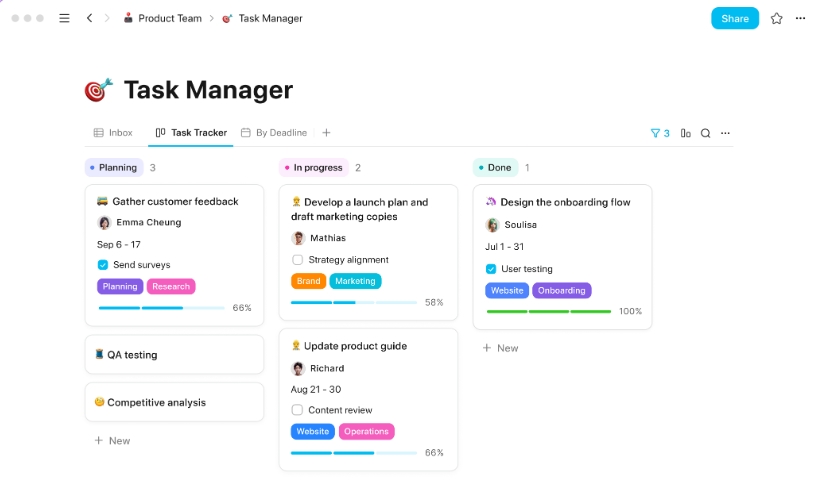 Product Team > Task Manager
Share
Task Manager
Inbox
Task Tracker
By Deadline
3
Planning 3
Gather customer feedback
Emma Cheung
Sep 6 - 17
Send surveys
Planning Research
66%
QA testing
Competitive analysis
+ New
In progress 2
Develop a launch plan and
draft marketing copies
Mathias
Strategy alignment
Brand Marketing
58%
Update product guide
Richard
Aug 21 - 30
Content review
Website Operations
66%
Done 1
Design the onboarding flow
Soulisa
Jul 1 - 31
User testing
Website Onboarding
100%
+ New